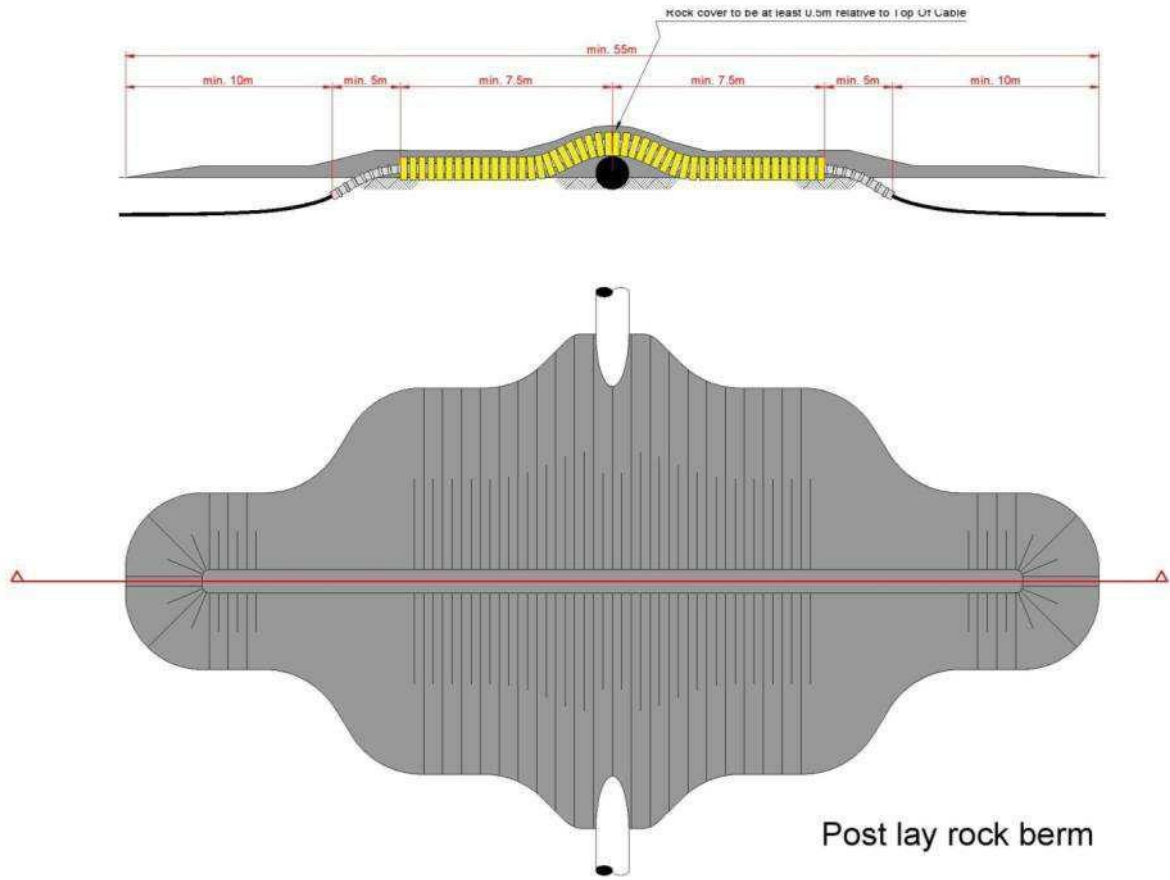 Rock cover to be at least 0.5m relative to Top Of Cable
min. 55m
min. 10m min. 5m min. 7.5m min. 7.5m min. 5m min. 10m
Post lay rock berm